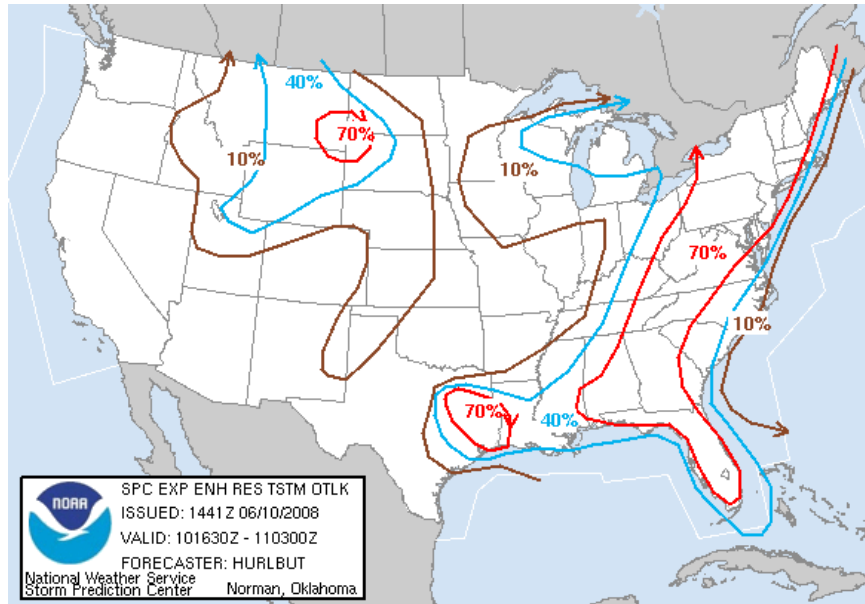 40%
70%
10%
10%
70%
10%
70%
40%
NOAA
SPC EXP ENH RES TSTM OTLK
ISSUED: 1441Z 06/10/2008
VALID: 101630Z - 110300Z
FORECASTER: HURLBUT
National Weather Service
Storm Prediction Center Norman, Oklahoma